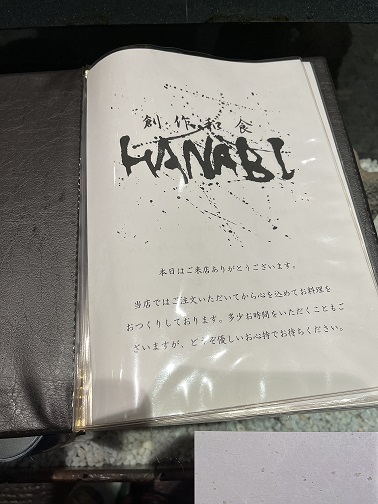 創作和食
HANABI
本日はご来店ありがとうございます。
当店ではご注文いただいてから心を込めてお料理を
おつくりしております。多少お時間をいただくこともご
ざいますが、どうぞ優しいお心持でお待ちください。